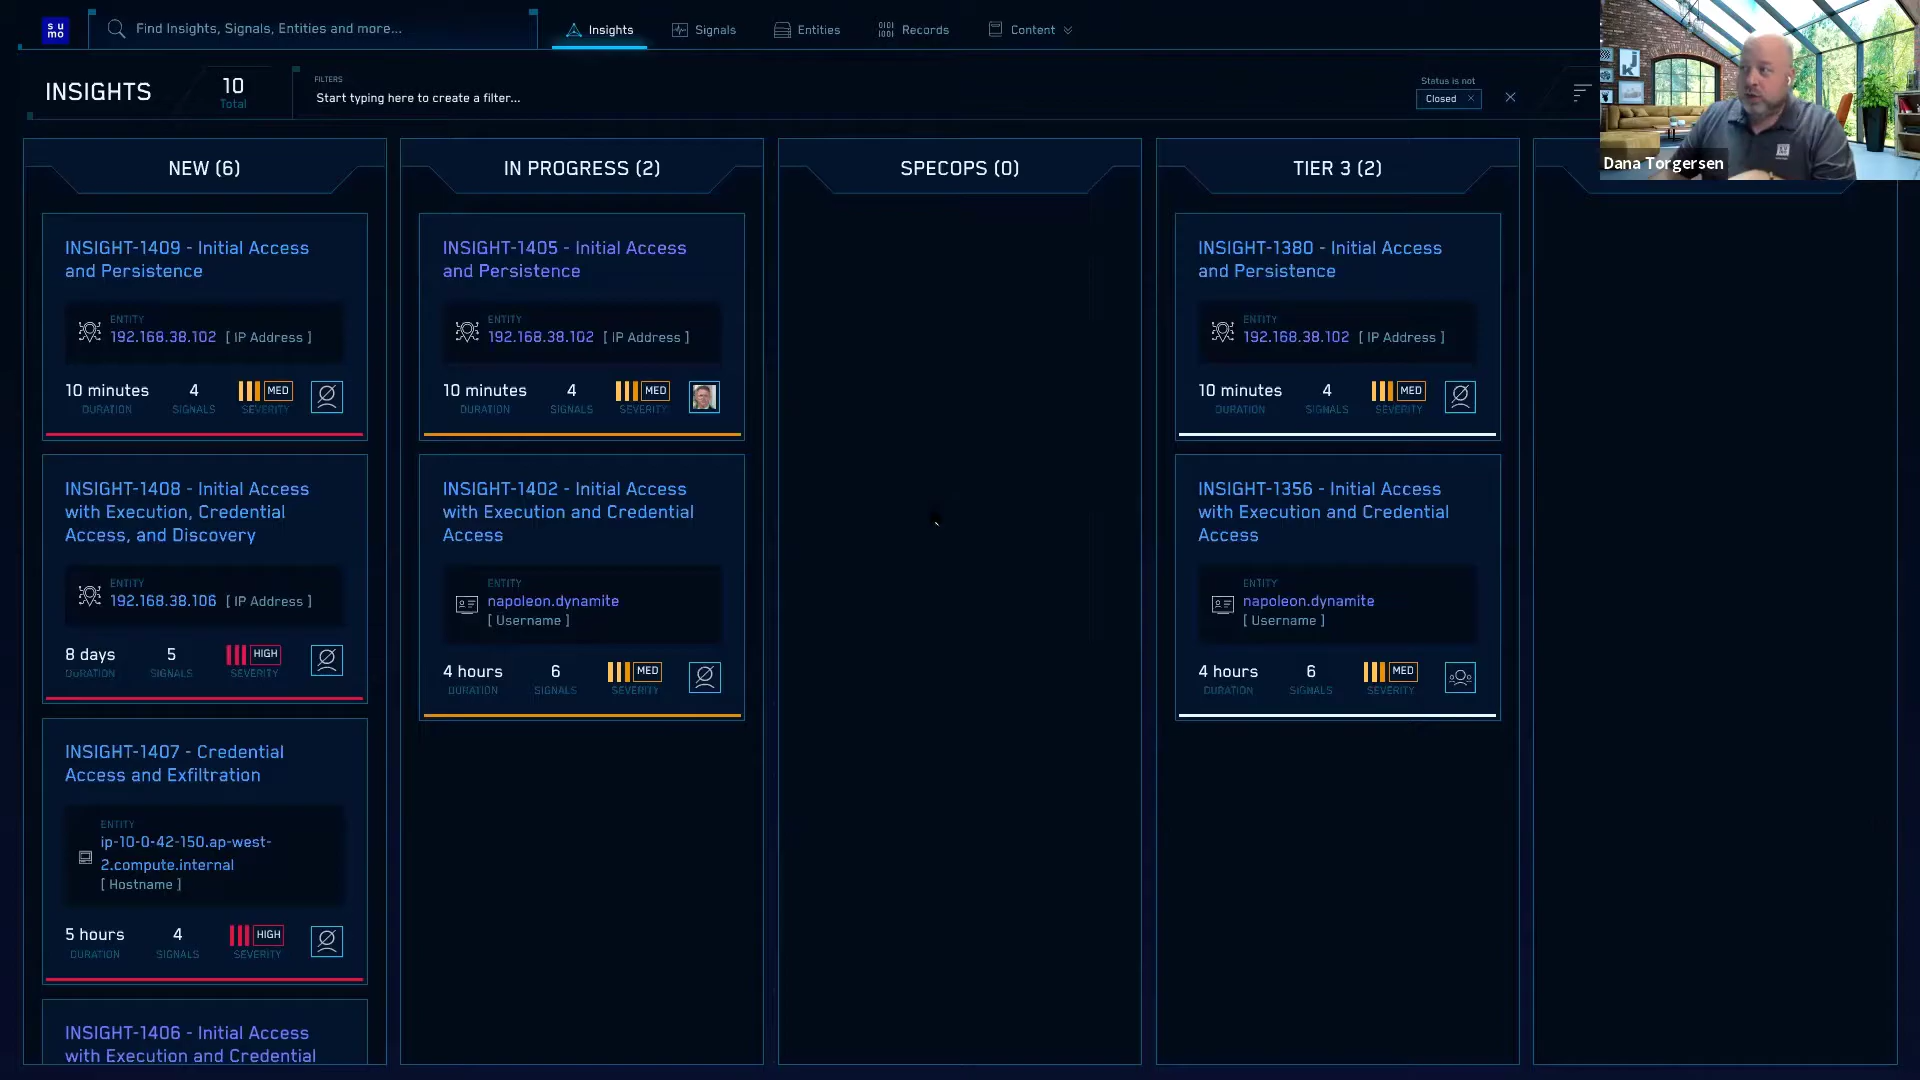 su
mo
Find Insights, Signals, Entities and more...
Insights
Signals
Entities
Records
Content
INSIGHTS
10
Total
FILTERS
Start typing here to create a filter...
Status is not
Closed
Dana Torgersen
NEW (6)
INSIGHT-1409 - Initial Access
and Persistence
ENTITY
192.168.38.102 [ IP Address ]
10 minutes
DURATION
4
SIGNALS
MED
SEVERITY
INSIGHT-1408 - Initial Access
with Execution, Credential
Access, and Discovery
ENTITY
192.168.38.106 [ IP Address ]
8 days
DURATION
5
SIGNALS
HIGH
SEVERITY
INSIGHT-1407 - Credential
Access and Exfiltration
ENTITY
ip-10-0-42-150.ap-west-
2.compute.internal
[ Hostname ]
5 hours
DURATION
4
SIGNALS
HIGH
SEVERITY
INSIGHT-1406 - Initial Access
with Execution and Credential
IN PROGRESS (2)
INSIGHT-1405 - Initial Access
and Persistence
ENTITY
192.168.38.102 [ IP Address ]
10 minutes
DURATION
4
SIGNALS
MED
SEVERITY
INSIGHT-1402 - Initial Access
with Execution and Credential
Access
ENTITY
napoleon.dynamite
[ Username ]
4 hours
DURATION
6
SIGNALS
MED
SEVERITY
SPECOPS (0)
TIER 3 (2)
INSIGHT-1380 - Initial Access
and Persistence
ENTITY
192.168.38.102 [ IP Address ]
10 minutes
DURATION
4
SIGNALS
MED
SEVERITY
INSIGHT-1356 - Initial Access
with Execution and Credential
Access
ENTITY
napoleon.dynamite
[ Username ]
4 hours
DURATION
6
SIGNALS
MED
SEVERITY